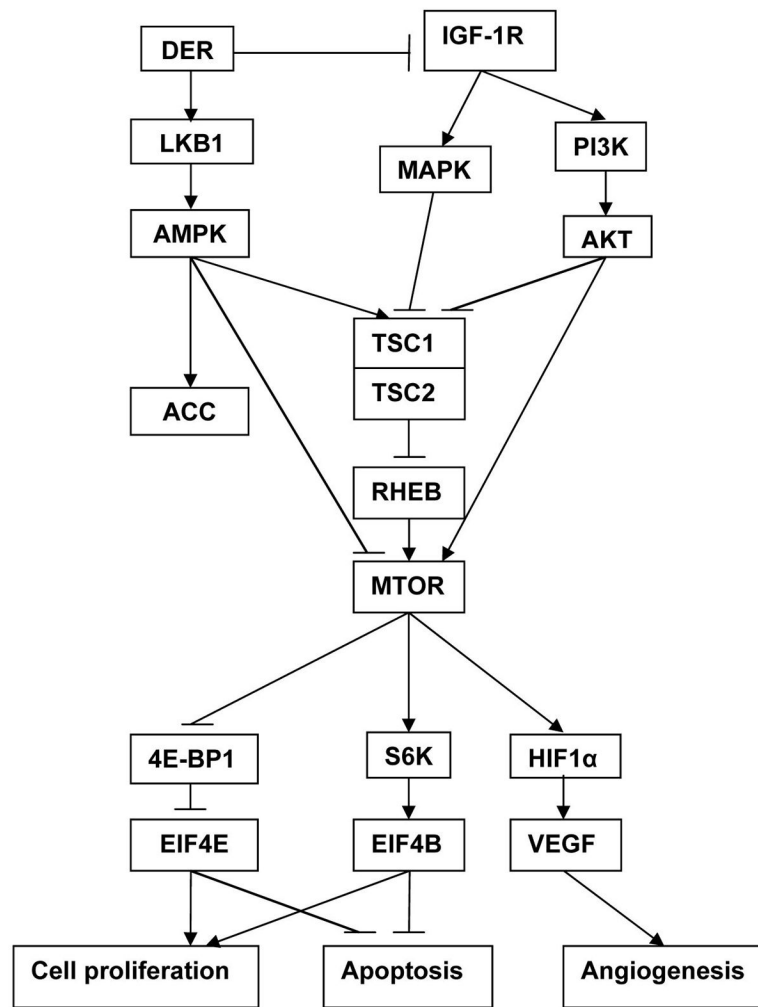 DER
IGF-1R
LKB1
MAPK
PI3K
AMPK
AKT
TSC1
TSC2
ACC
RHEB
MTOR
4E-BP1
S6K
HIF1α
EIF4E
EIF4B
VEGF
Cell proliferation
Apoptosis
Angiogenesis